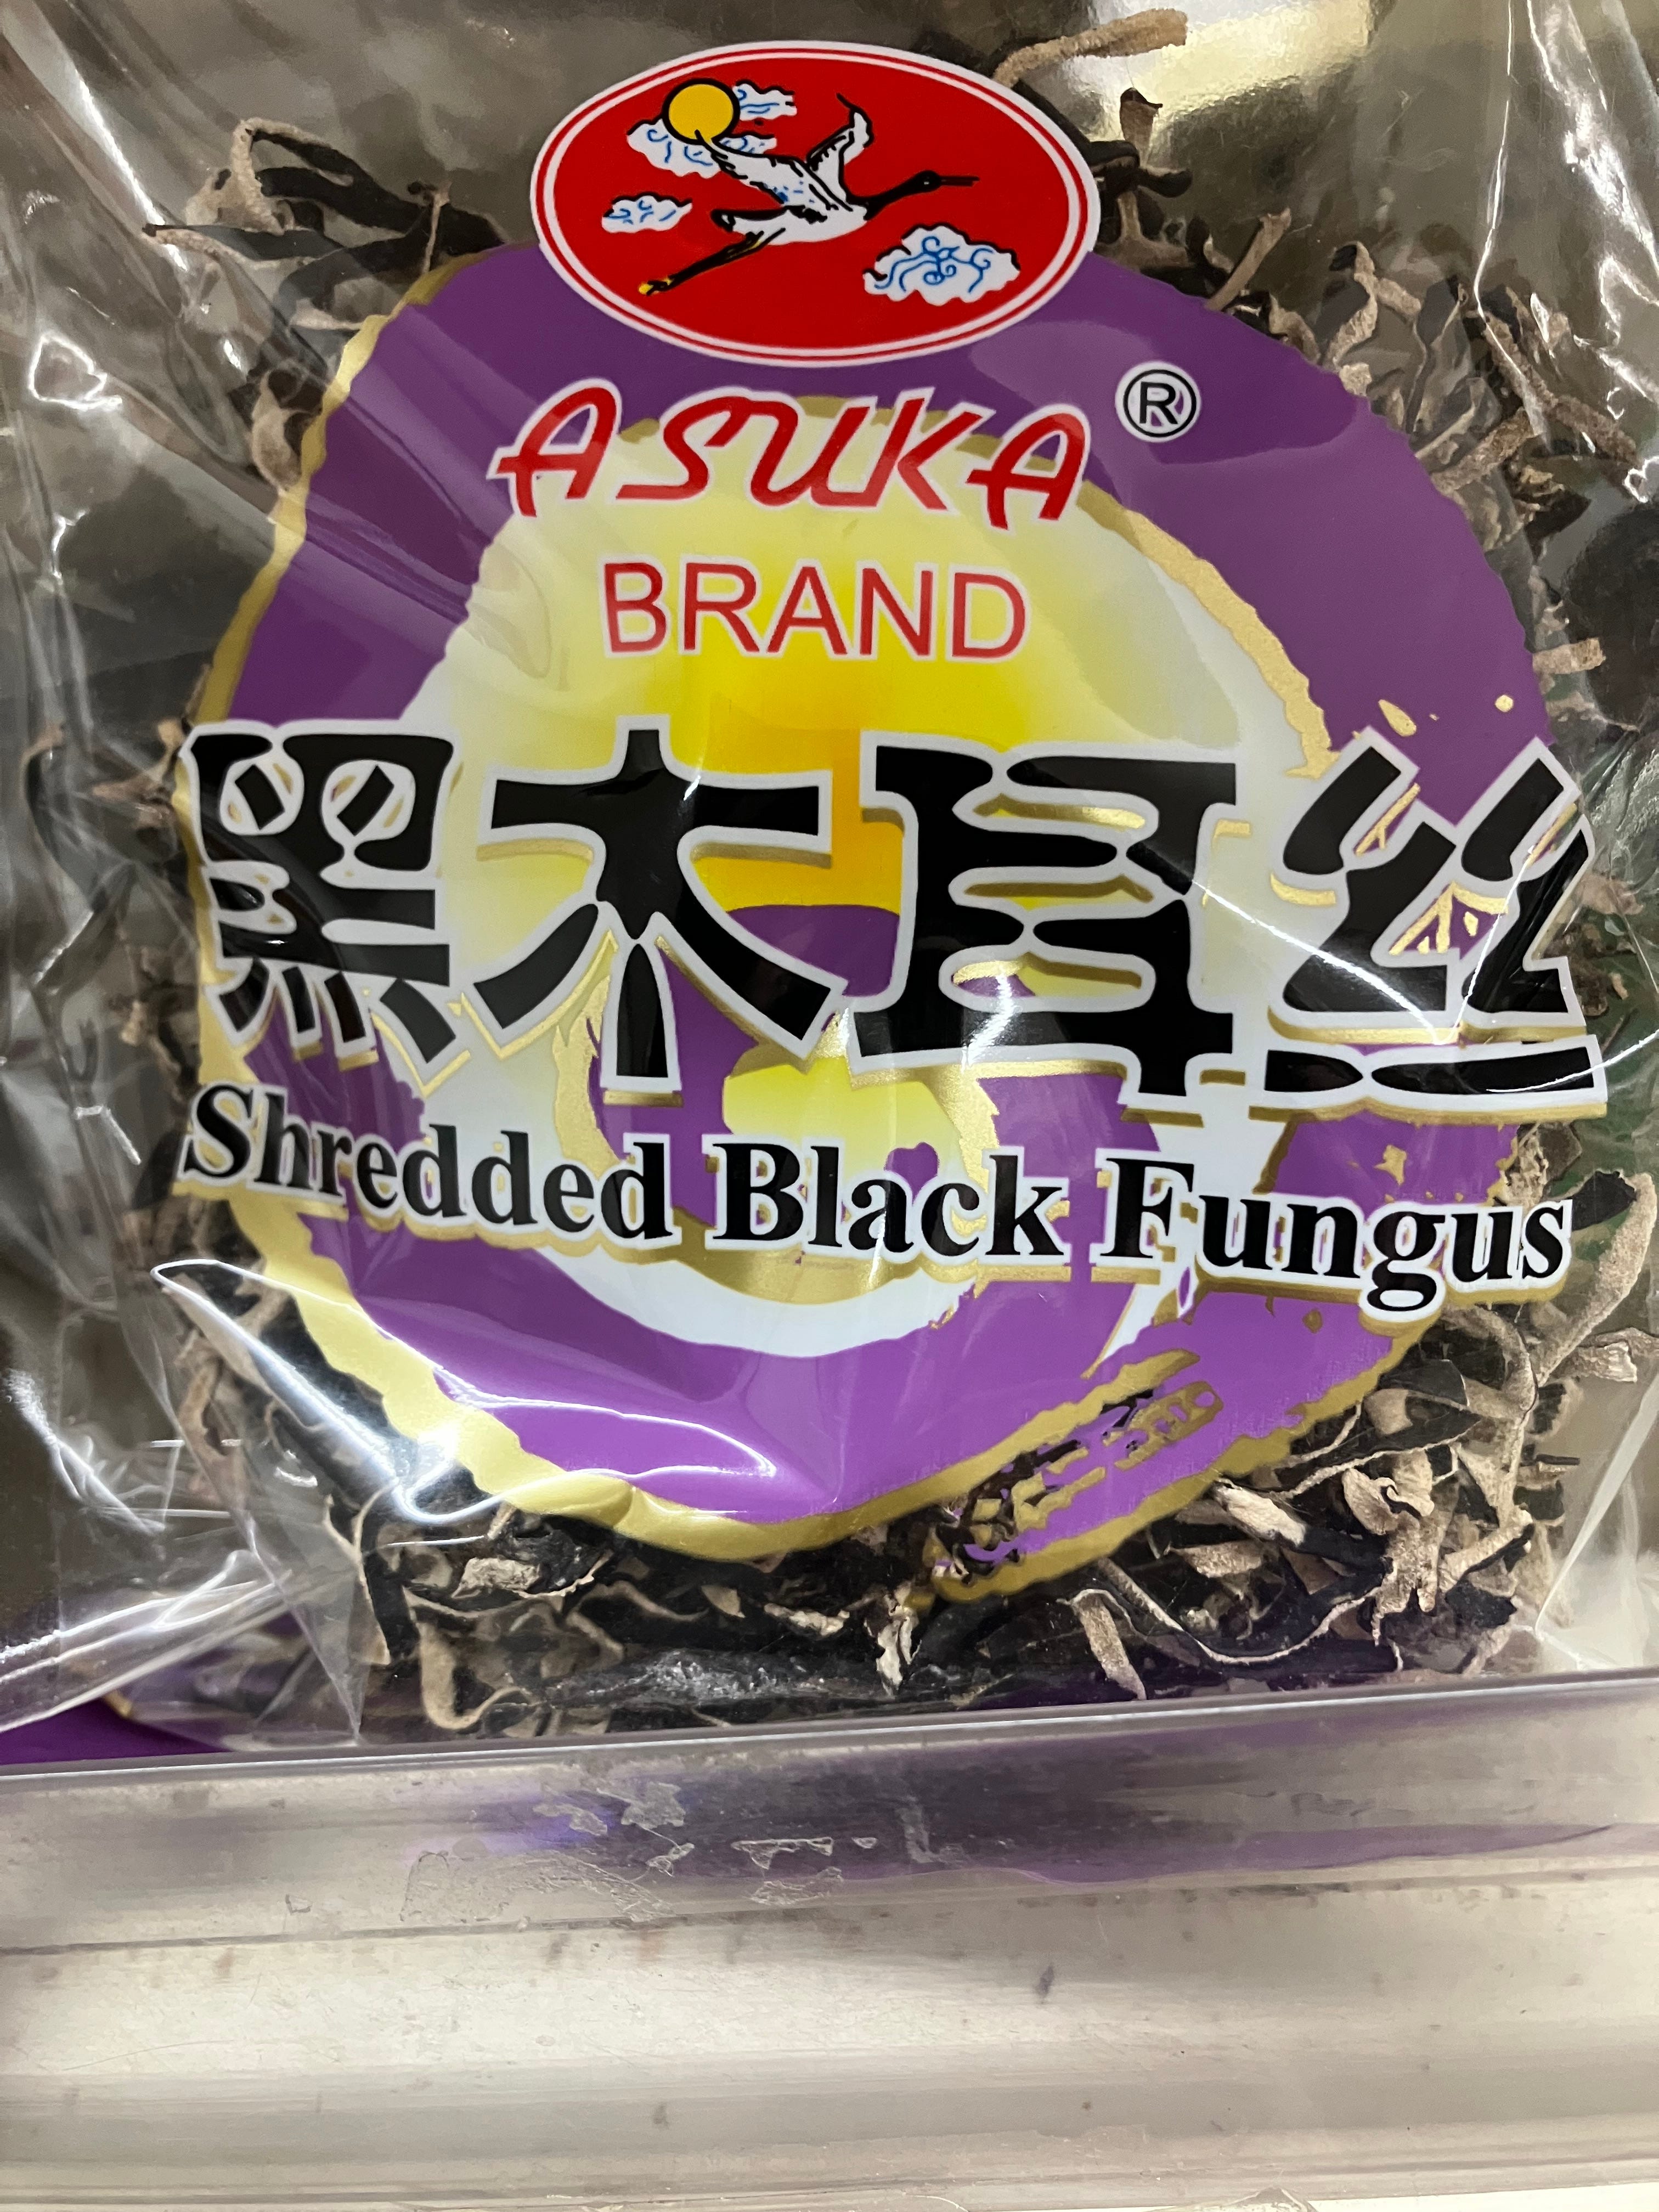 ASUKA ®
BRAND
黑木耳丝
Shredded Black Fungus